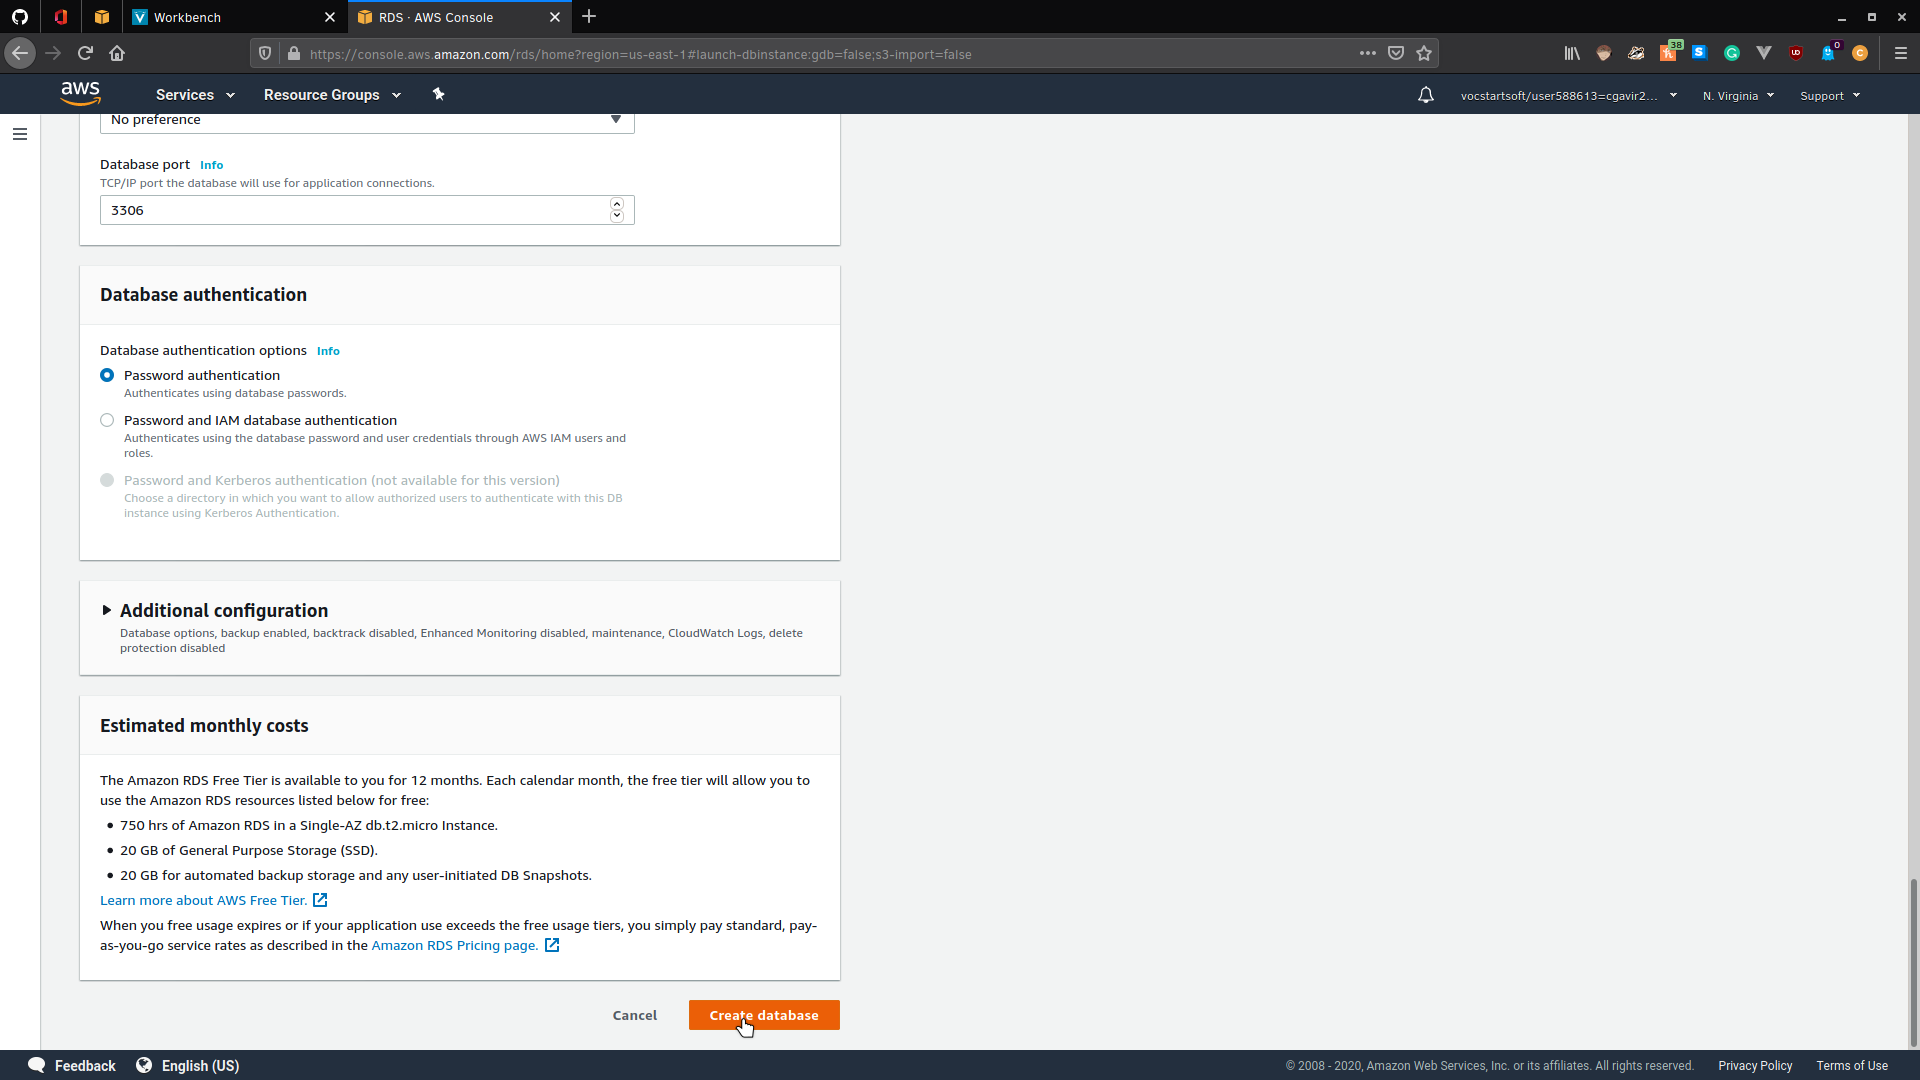 Workbench
RDS · AWS Console
https://console.aws.amazon.com/rds/home?region=us-east-1#launch-dbinstance:gdb=false;s3-import=false
38
0
aws
Services
Resource Groups
vocstartsoft/user588613=cgavir2...
N. Virginia
Support
No preference
Database port Info
TCP/IP port the database will use for application connections.
3306
Database authentication
Database authentication options Info
Password authentication
Authenticates using database passwords.
Password and IAM database authentication
Authenticates using the database password and user credentials through AWS IAM users and
roles.
Password and Kerberos authentication (not available for this version)
Choose a directory in which you want to allow authorized users to authenticate with this DB
instance using Kerberos Authentication.
Additional configuration
Database options, backup enabled, backtrack disabled, Enhanced Monitoring disabled, maintenance, CloudWatch Logs, delete
protection disabled
Estimated monthly costs
The Amazon RDS Free Tier is available to you for 12 months. Each calendar month, the free tier will allow you to
use the Amazon RDS resources listed below for free:
• 750 hrs of Amazon RDS in a Single-AZ db.t2.micro Instance.
• 20 GB of General Purpose Storage (SSD).
• 20 GB for automated backup storage and any user-initiated DB Snapshots.
Learn more about AWS Free Tier.
When you free usage expires or if your application use exceeds the free usage tiers, you simply pay standard, pay-
as-you-go service rates as described in the Amazon RDS Pricing page.
Cancel
Create database
Feedback
English (US)
© 2008 - 2020, Amazon Web Services, Inc. or its affiliates. All rights reserved.
Privacy Policy
Terms of Use